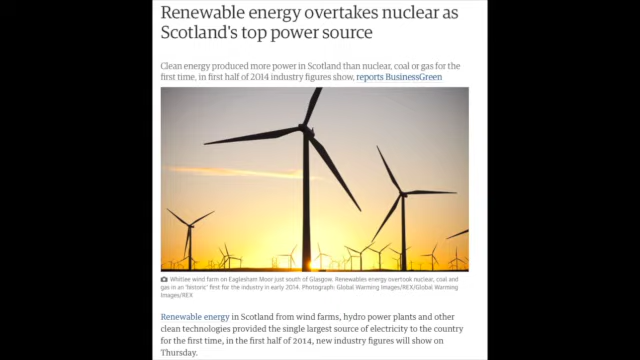 Renewable energy overtakes nuclear as
Scotland's top power source
Clean energy produced more power in Scotland than nuclear, coal or gas for the
first time, in first half of 2014 industry figures show, reports BusinessGreen
Whitlee wind farm on Eaglesham Moor just south of Glasgow. Renewables energy overtook nuclear, coal and
gas in an 'historic' first for the industry in early 2014. Photograph: Global Warming Images/REX/Global Warming
Images/REX
Renewable energy in Scotland from wind farms, hydro power plants and other
clean technologies provided the single largest source of electricity to the country
for the first time, in the first half of 2014, new industry figures will show on
Thursday.